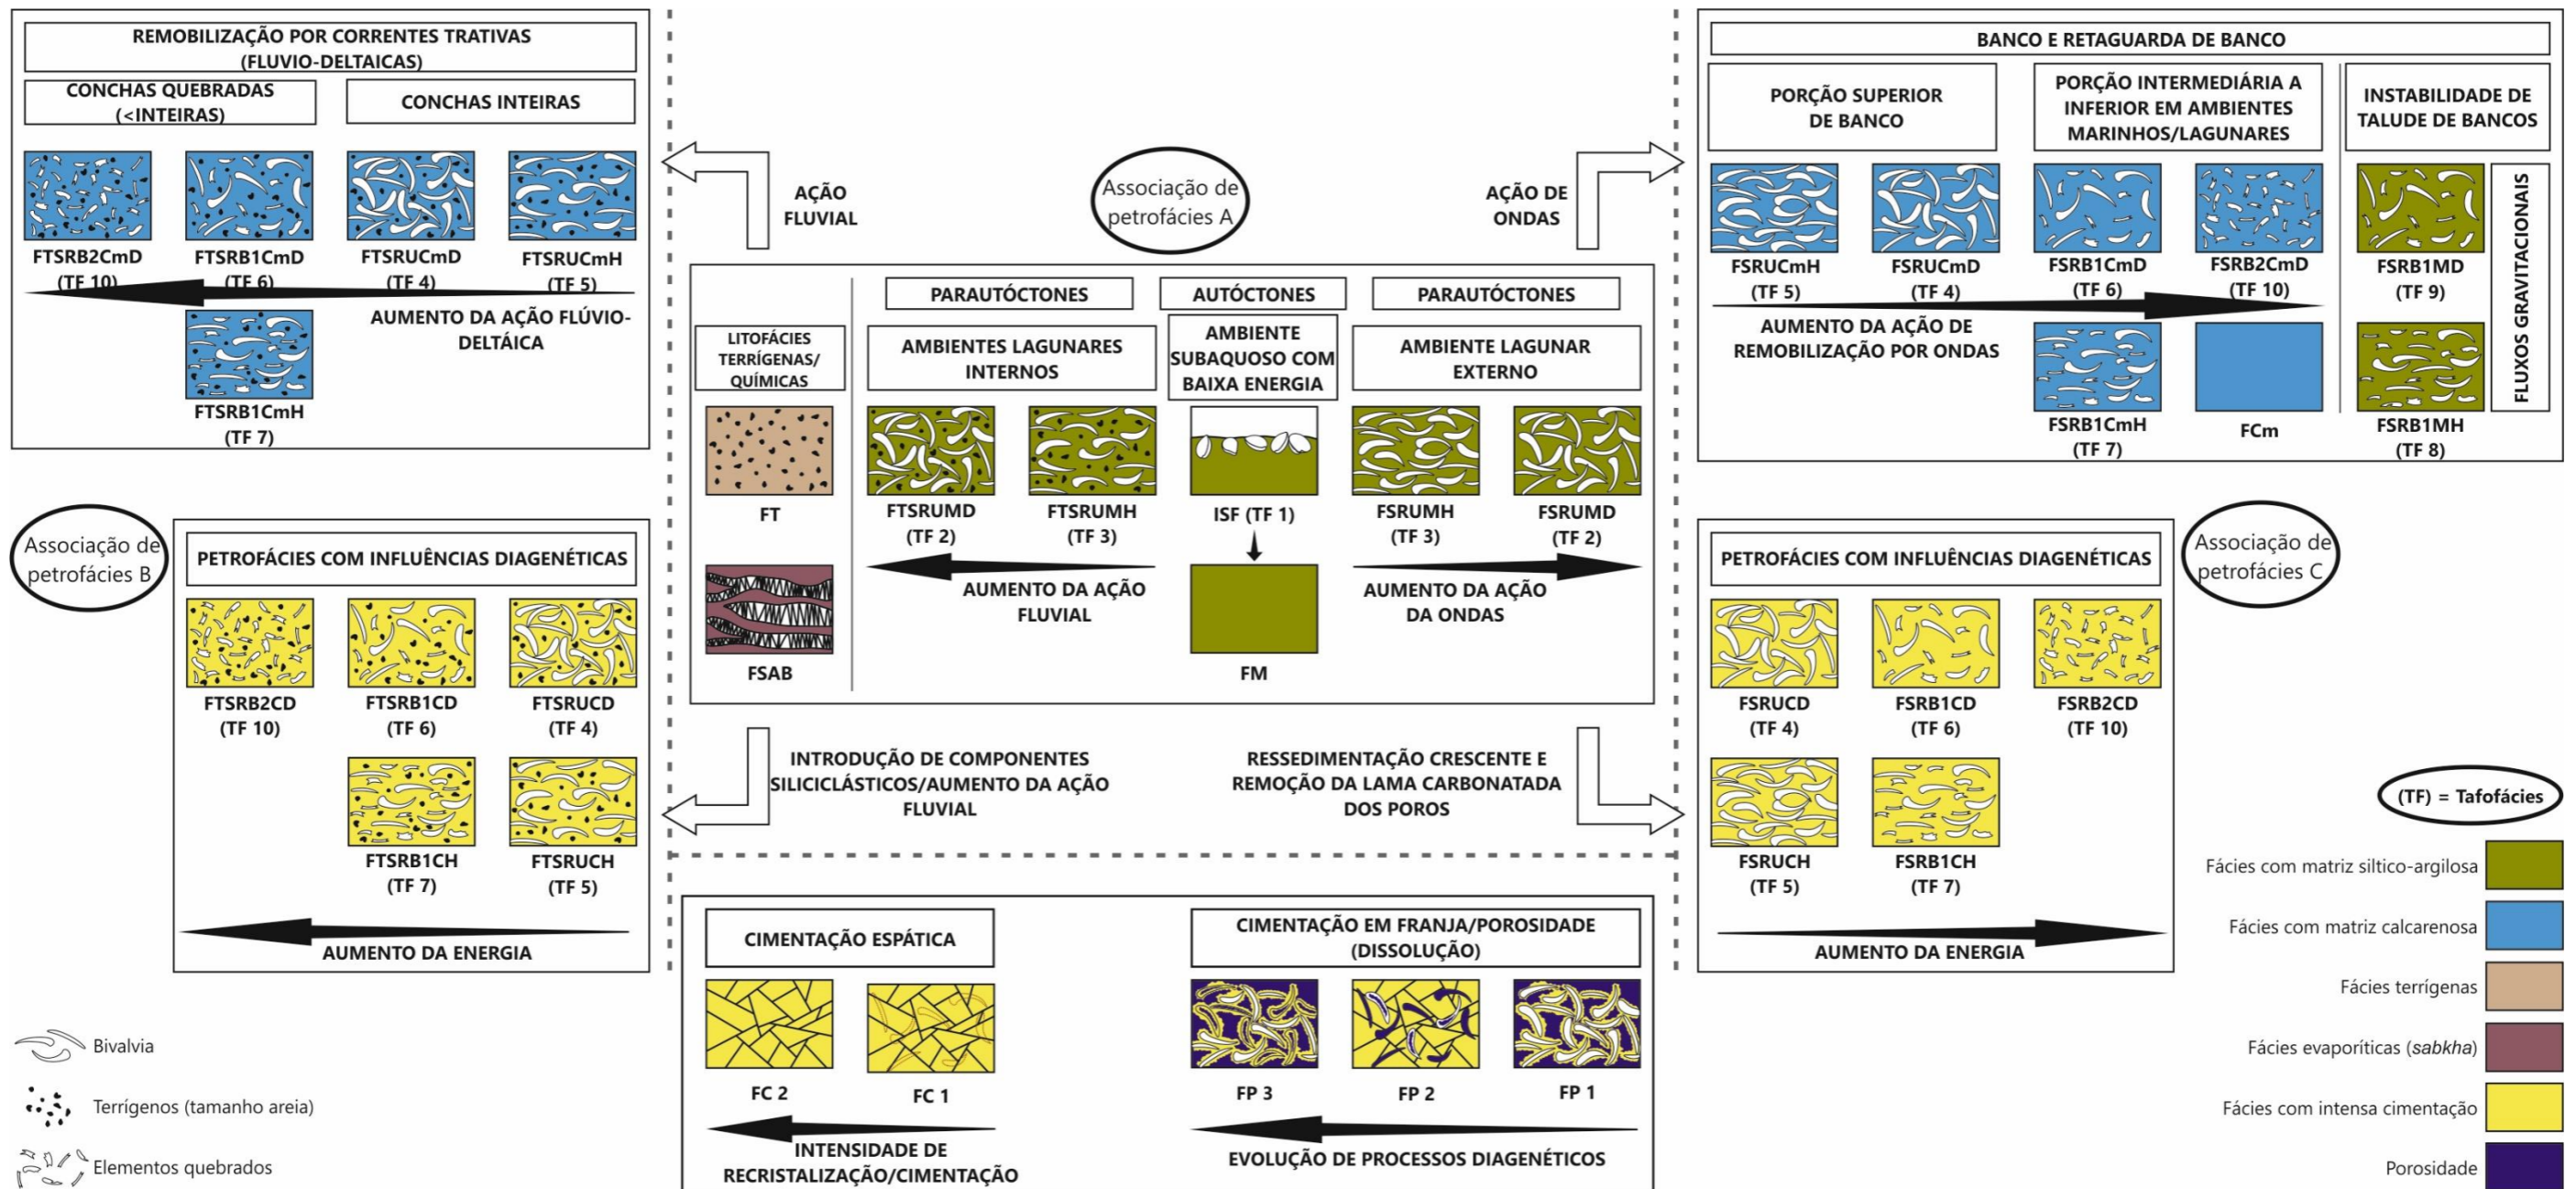 REMOBILIZAÇÃO POR CORRENTES TRATIVAS
(FLUVIO-DELTAICAS)
CONCHAS QUEBRADAS
(<INTEIRAS)
CONCHAS INTEIRAS
FTSRB2CmD
(TF 10)
FTSRB1CmD
(TF 6)
FTSRUCmD
(TF 4)
FTSRUCmH
(TF 5)
AUMENTO DA AÇÃO FLÚVIO-
DELTÁICA
FTSRB1CmH
(TF 7)
AÇÃO
FLUVIAL
Associação de
petrofácies A
AÇÃO DE
ONDAS
BANCO E RETAGUARDA DE BANCO
PORÇÃO SUPERIOR
DE BANCO
PORÇÃO INTERMEDIÁRIA A
INFERIOR EM AMBIENTES
MARINHOS/LAGUNARES
INSTABILIDADE DE
TALUDE DE BANCOS
FSRUCmH
(TF 5)
FSRUCmD
(TF 4)
FSRB1CmD
(TF 6)
FSRB2CmD
(TF 10)
FSRB1MD
(TF 9)
FLUXOS GRAVITACIONAIS
AUMENTO DA AÇÃO DE
REMOBILIZAÇÃO POR ONDAS
FSRB1CmH
(TF 7)
FCm
FSRB1MH
(TF 8)
LITOFÁCIES
TERRÍGENAS/
QUÍMICAS
PARAUTÓCTONES
AUTÓCTONES
PARAUTÓCTONES
AMBIENTES LAGUNARES
INTERNOS
AMBIENTE
SUBAQUOSO COM
BAIXA ENERGIA
AMBIENTE LAGUNAR
EXTERNO
FT
FTSRUMD
(TF 2)
FTSRUMH
(TF 3)
ISF (TF 1)
FSRUMH
(TF 3)
FSRUMD
(TF 2)
AUMENTO DA AÇÃO
FLUVIAL
AUMENTO DA AÇÃO
DA ONDAS
FSAB
FM
Associação de
petrofácies B
PETROFÁCIES COM INFLUÊNCIAS DIAGENÉTICAS
FTSRB2CD
(TF 10)
FTSRB1CD
(TF 6)
FTSRUCD
(TF 4)
FTSRB1CH
(TF 7)
FTSRUCH
(TF 5)
AUMENTO DA ENERGIA
INTRODUÇÃO DE COMPONENTES
SILICICLÁSTICOS/AUMENTO DA AÇÃO
FLUVIAL
RESSEDIMENTAÇÃO CRESCENTE E
REMOÇÃO DA LAMA CARBONATADA
DOS POROS
PETROFÁCIES COM INFLUÊNCIAS DIAGENÉTICAS
Associação de
petrofácies C
FSRUCD
(TF 4)
FSRB1CD
(TF 6)
FSRB2CD
(TF 10)
FSRUCH
(TF 5)
FSRB1CH
(TF 7)
AUMENTO DA ENERGIA
CIMENTAÇÃO ESPÁTICA
CIMENTAÇÃO EM FRANJA/POROSIDADE
(DISSOLUÇÃO)
FC 2
FC 1
FP 3
FP 2
FP 1
INTENSIDADE DE
RECRISTALIZAÇÃO/CIMENTAÇÃO
EVOLUÇÃO DE PROCESSOS DIAGENÉTICOS
Bivalvia
Terrígenos (tamanho areia)
Elementos quebrados
(TF) = Tafofácies
Fácies com matriz siltico-argilosa
Fácies com matriz calcarenosa
Fácies terrígenas
Fácies evaporíticas (sabkha)
Fácies com intensa cimentação
Porosidade